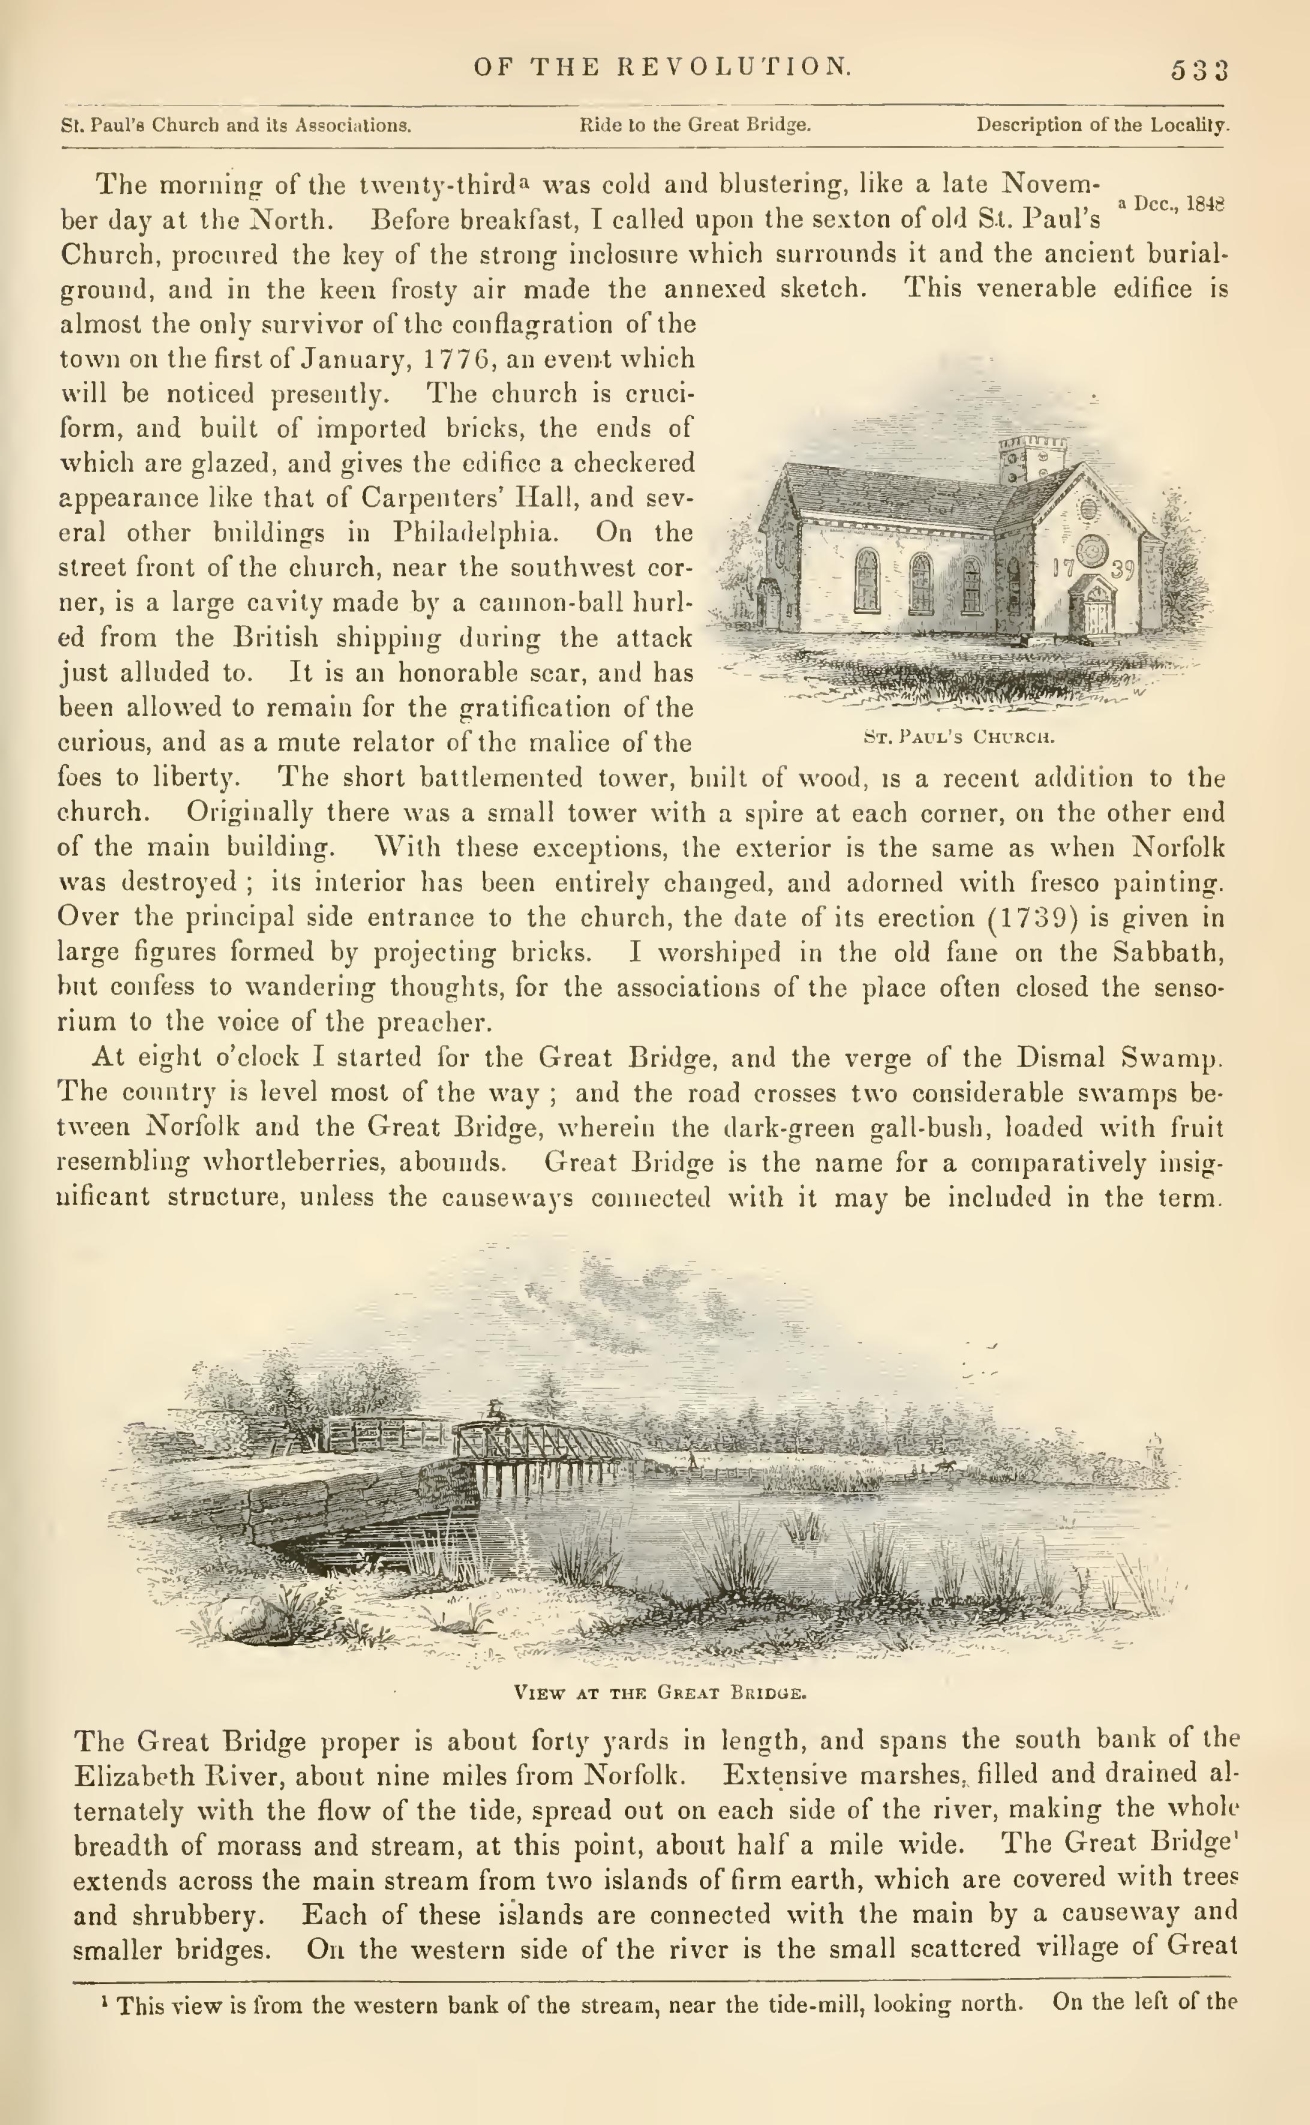 OF THE REVOLUTION.
533
St. Paul's Church and its Associations.
Ride to the Great Bridge.
Description of the Locality.
The morning of the twenty-thirdª was cold and blustering, like a late Novem-
ª Dec., 1848
ber day at the North. Before breakfast, I called upon the sexton of old St. Paul's
Church, procured the key of the strong inclosure which surrounds it and the ancient burial-
ground, and in the keen frosty air made the annexed sketch. This venerable edifice is
almost the only survivor of the conflagration of the
town on the first of January, 1776, an event which
will be noticed presently. The church is cruci-
form, and built of imported bricks, the ends of
which are glazed, and gives the edifice a checkered
appearance like that of Carpenters' Hall, and sev-
eral other buildings in Philadelphia. On the
street front of the church, near the southwest cor-
ner, is a large cavity made by a cannon-ball hurl-
ed from the British shipping during the attack
just alluded to. It is an honorable scar, and has
been allowed to remain for the gratification of the
curious, and as a mute relator of the malice of the
17 39
St. Paul's Church.
foes to liberty. The short battlemented tower, built of wood, is a recent addition to the
church. Originally there was a small tower with a spire at each corner, on the other end
of the main building. With these exceptions, the exterior is the same as when Norfolk
was destroyed ; its interior has been entirely changed, and adorned with fresco painting.
Over the principal side entrance to the church, the date of its erection (1739) is given in
large figures formed by projecting bricks. I worshiped in the old fane on the Sabbath,
but confess to wandering thoughts, for the associations of the place often closed the senso-
rium to the voice of the preacher.
At eight o'clock I started for the Great Bridge, and the verge of the Dismal Swamp.
The country is level most of the way ; and the road crosses two considerable swamps be-
tween Norfolk and the Great Bridge, wherein the dark-green gall-bush, loaded with fruit
resembling whortleberries, abounds. Great Bridge is the name for a comparatively insig-
nificant structure, unless the causeways connected with it may be included in the term.
View at the Great Bridge.
The Great Bridge proper is about forty yards in length, and spans the south bank of the
Elizabeth River, about nine miles from Norfolk. Extensive marshes, filled and drained al-
ternately with the flow of the tide, spread out on each side of the river, making the whole
breadth of morass and stream, at this point, about half a mile wide. The Great Bridge¹
extends across the main stream from two islands of firm earth, which are covered with trees
and shrubbery. Each of these islands are connected with the main by a causeway and
smaller bridges. On the western side of the river is the small scattered village of Great
¹ This view is from the western bank of the stream, near the tide-mill, looking north. On the left of the